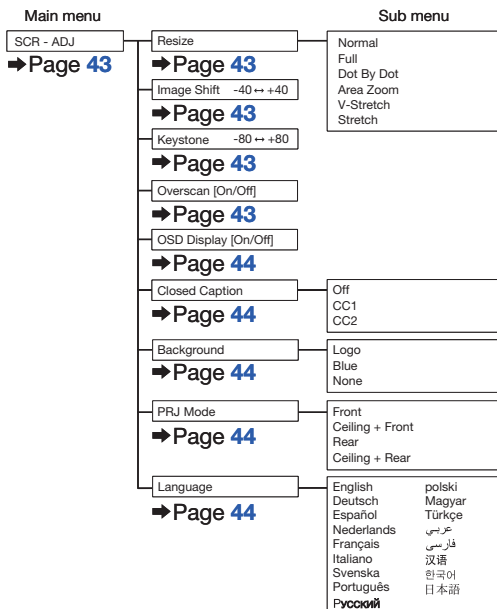 Main menu
Sub menu
SCR - ADJ
➡Page 43
Resize
➡Page 43
Normal
Full
Dot By Dot
Area Zoom
V-Stretch
Stretch
Image Shift -40 ↔ +40
➡Page 43
Keystone -80 ↔ +80
➡Page 43
Overscan [On/Off]
➡Page 43
OSD Display [On/Off]
➡Page 44
Closed Caption
➡Page 44
Off
CC1
CC2
Background
➡Page 44
Logo
Blue
None
PRJ Mode
➡Page 44
Front
Ceiling + Front
Rear
Ceiling + Rear
Language
➡Page 44
English
Deutsch
Español
Nederlands
Français
Italiano
Svenska
Português
Русский
polski
Magyar
Türkçe
عربي
فارسی
汉语
한국어
日本語